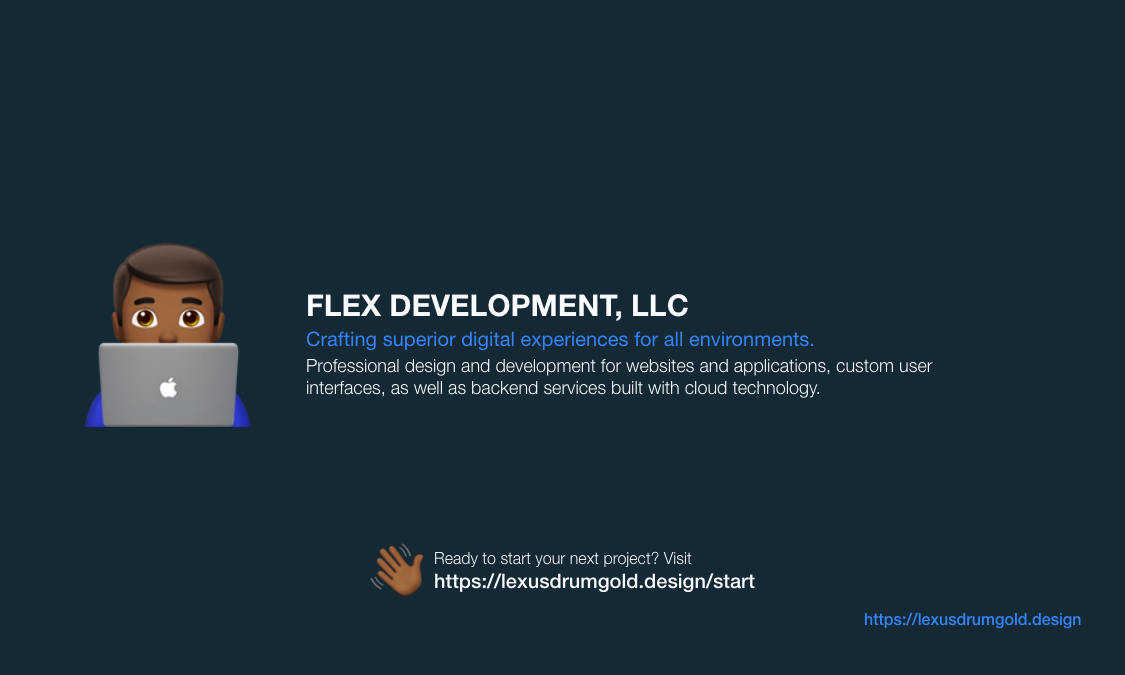 FLEX DEVELOPMENT, LLC
Crafting superior digital experiences for all environments.
Professional design and development for websites and applications, custom user
interfaces, as well as backend services built with cloud technology.
Ready to start your next project? Visit
https://lexusdrumgold.design/start
https://lexusdrumgold.design